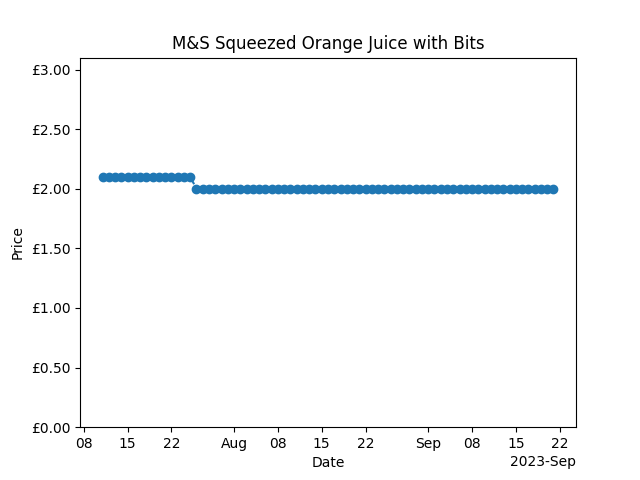 M&S Squeezed Orange Juice with Bits
£3.00
£2.50
£2.00
£1.50
£1.00
£0.50
£0.00
Price
08 15 22 Aug 08 15 22 Sep 08 15 22
Date
2023-Sep